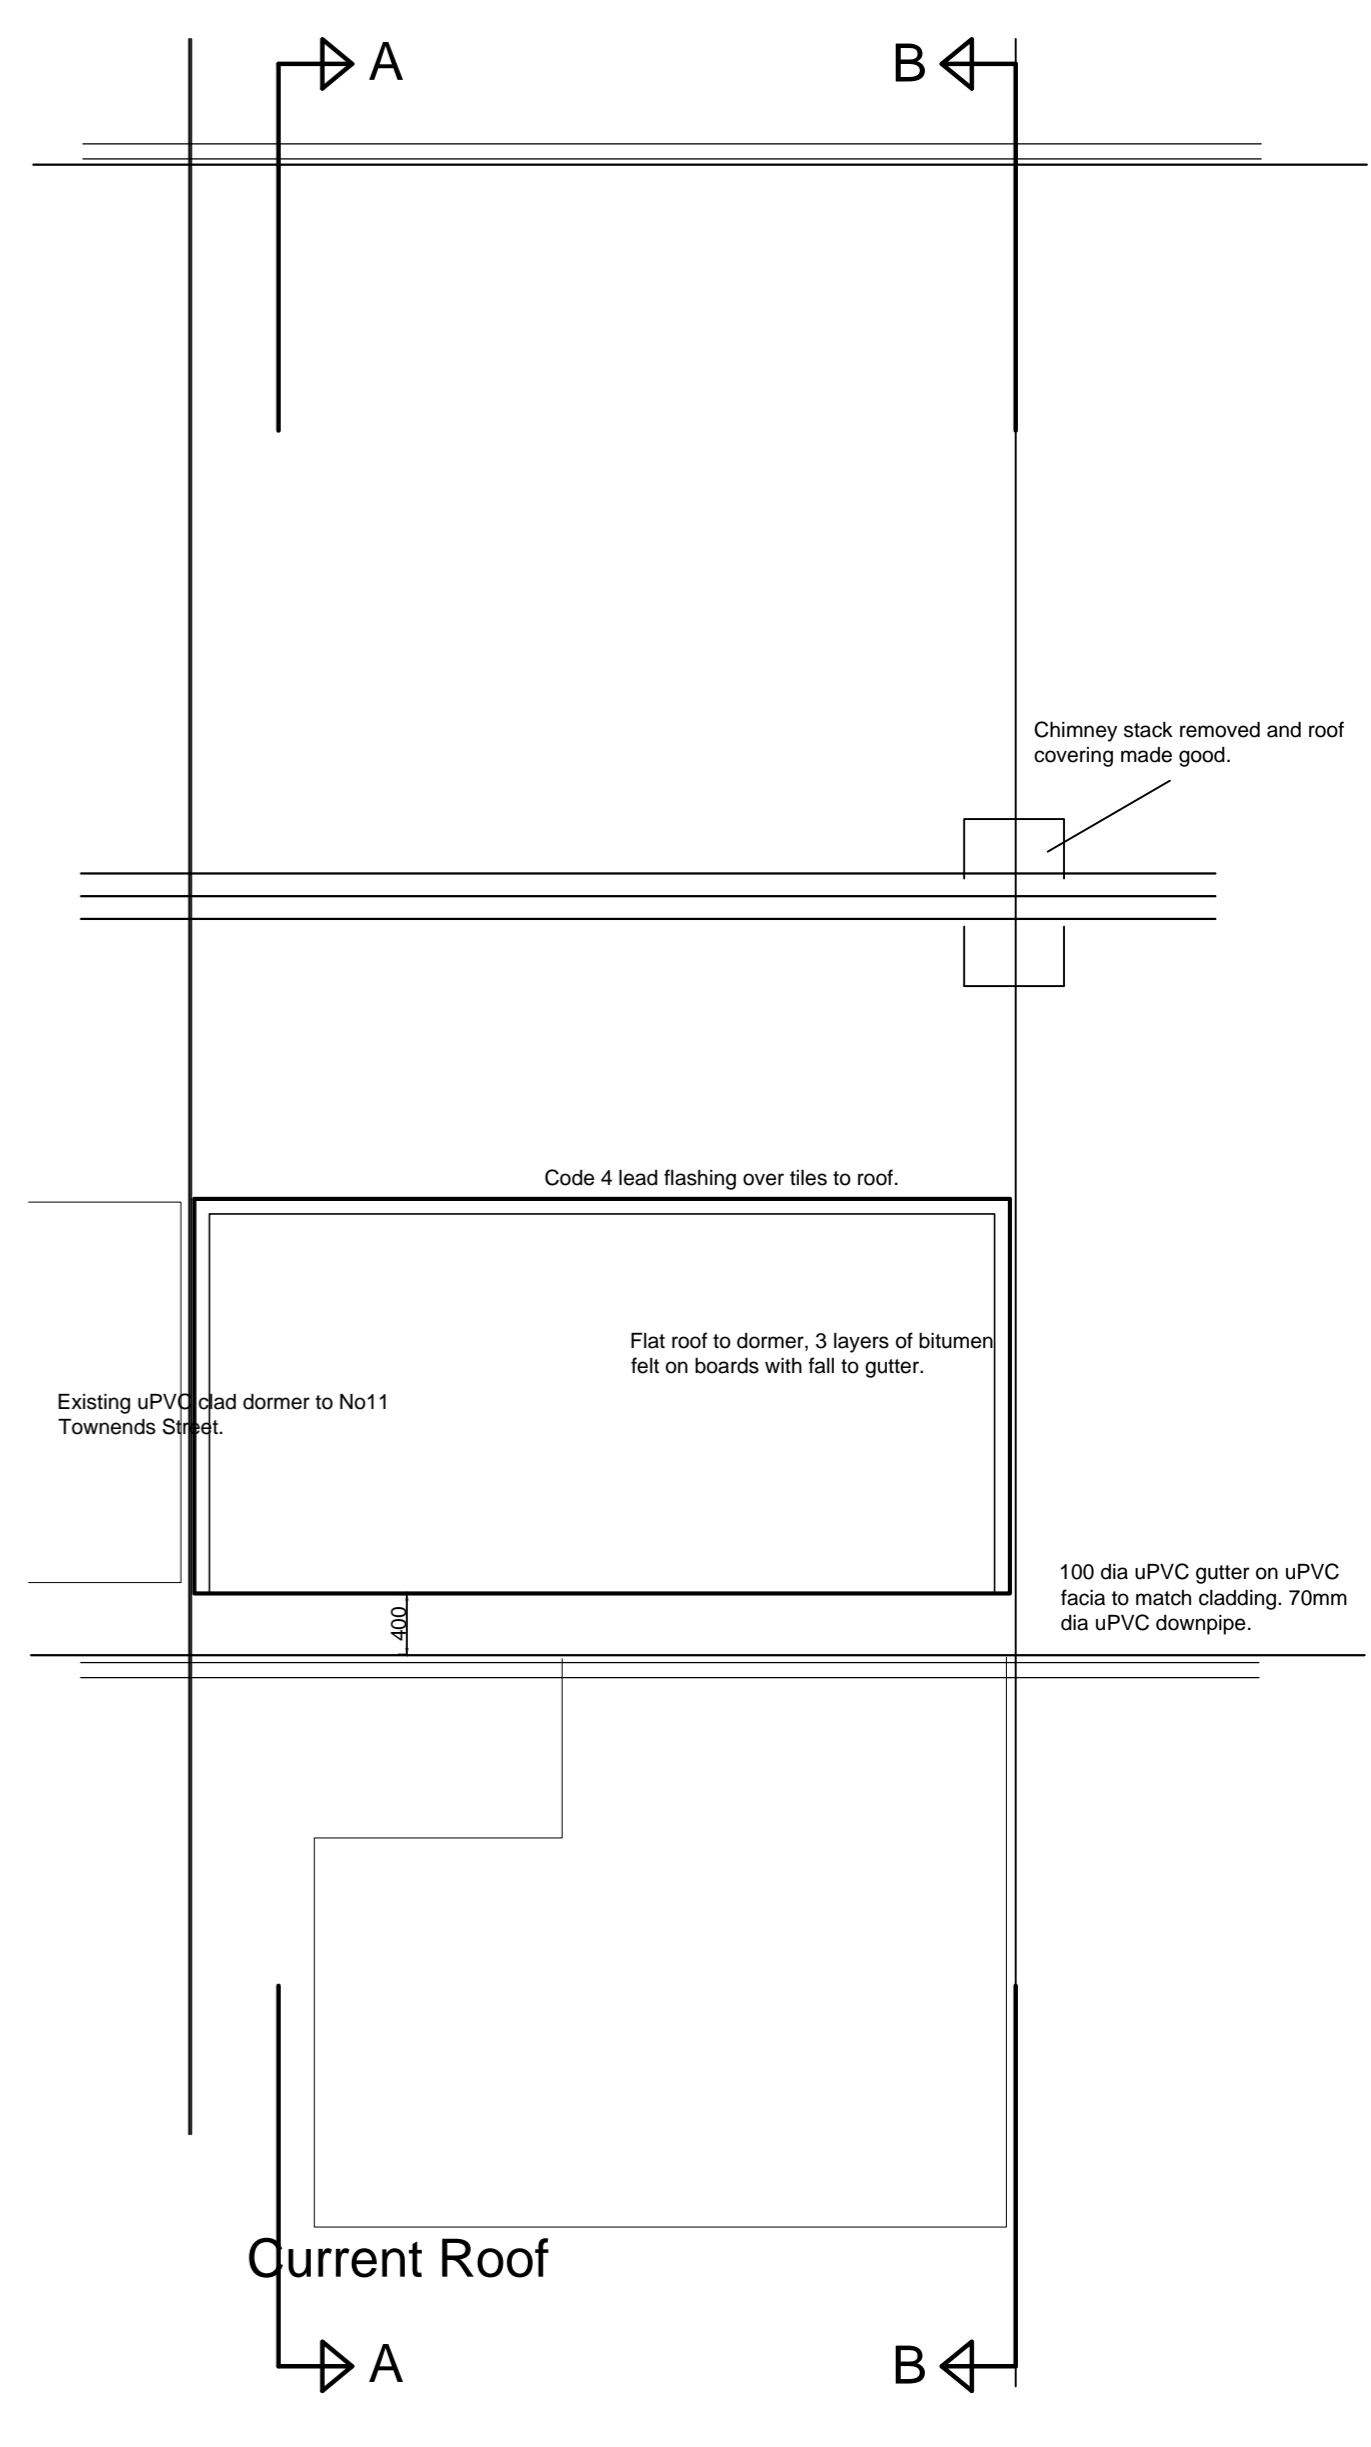 A
B
Chimney stack removed and roof
covering made good.
Code 4 lead flashing over tiles to roof.
Flat roof to dormer, 3 layers of bitumen
felt on boards with fall to gutter.
Existing uPVC clad dormer to No11
Townends Street.
100 dia uPVC gutter on uPVC
facia to match cladding. 70mm
dia uPVC downpipe.
400
Current Roof
A
B